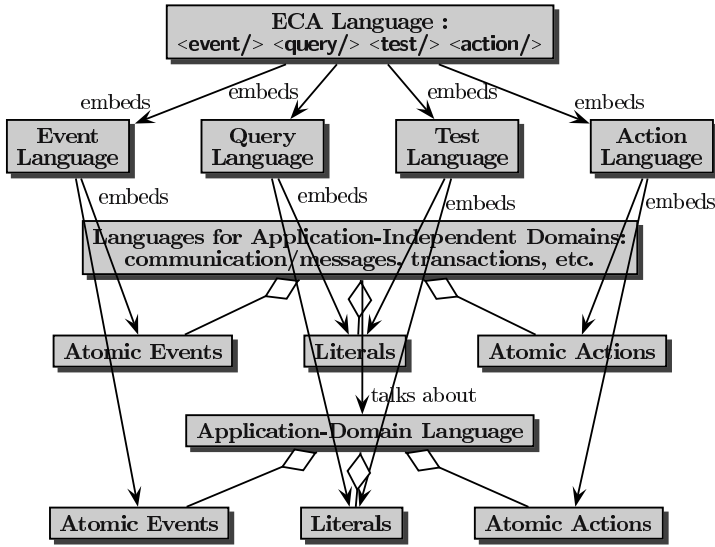 ECA Language :
<event/> <query/> <test/> <action/>
embeds
embeds
embeds
embeds
Event
Language
Query
Language
Test
Language
Action
Language
embeds
embeds
embeds
embeds
Languages for Application-Independent Domains:
communication/messages, transactions, etc.
Atomic Events
Literals
Atomic Actions
talks about
Application-Domain Language
Atomic Events
Literals
Atomic Actions